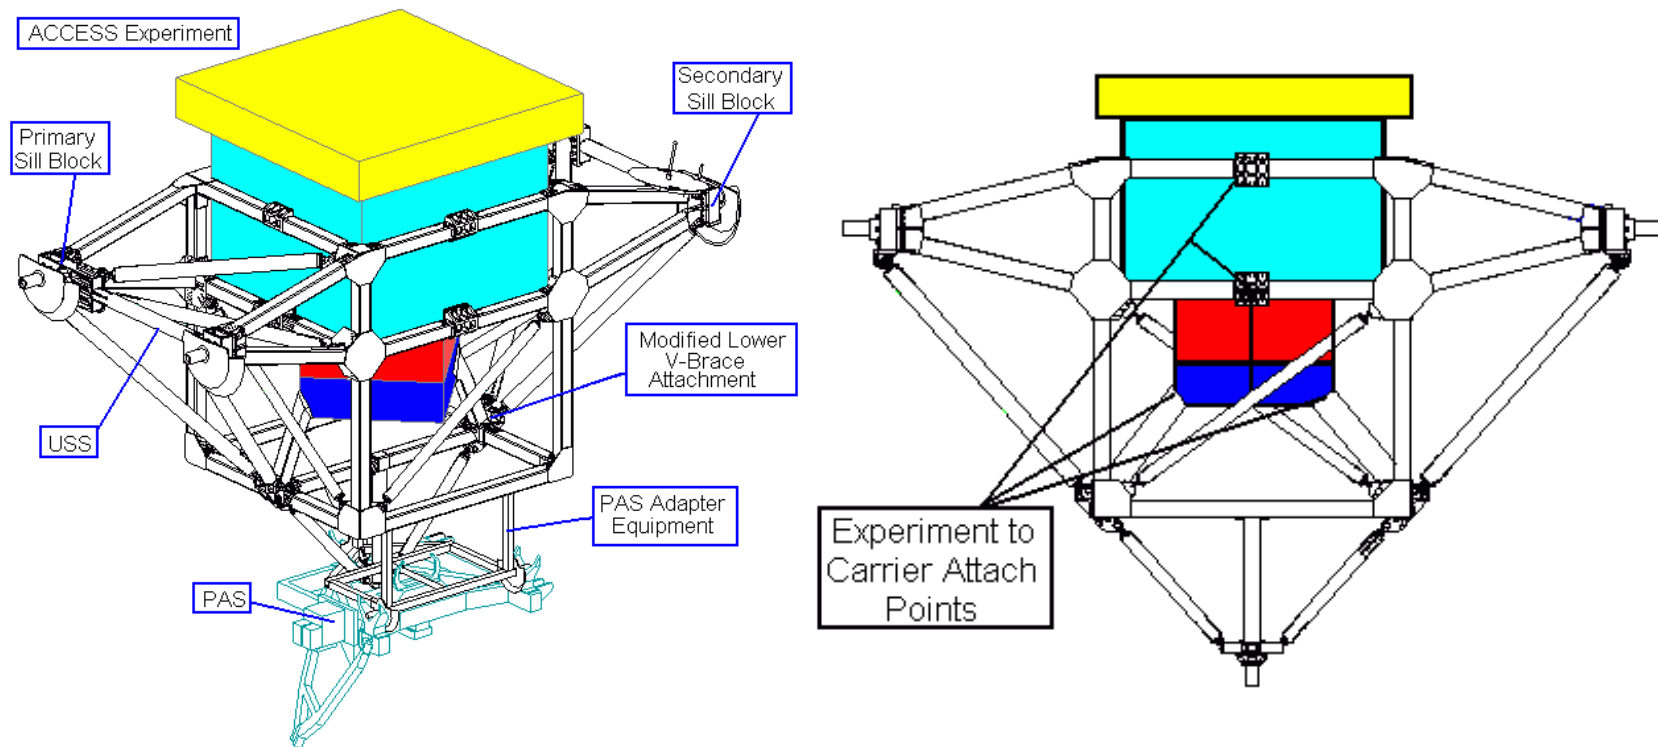 ACCESS Experiment
Secondary
Sill Block
Primary
Sill Block
Modified Lower
V-Brace
Attachment
USS
PAS Adapter
Equipment
PAS
Experiment to
Carrier Attach
Points